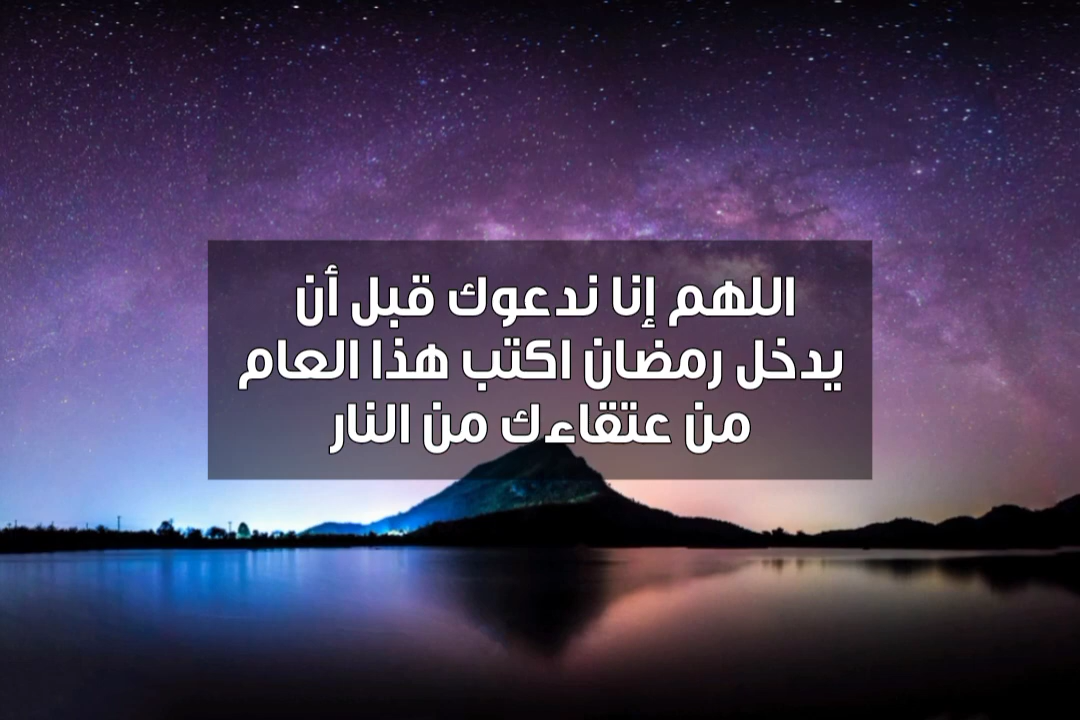 اللهم إنا ندعوك قبل أن
يدخل رمضان اكتب هذا العام
من عتقاءك من النار